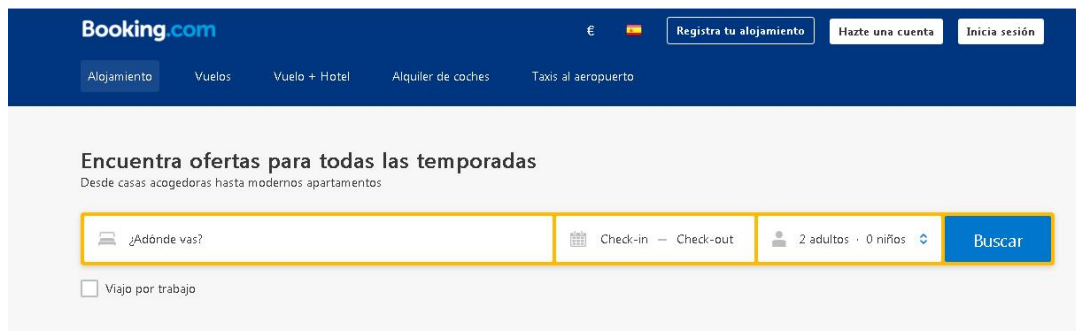 Booking.com € Registra tu alojamiento Hazte una cuenta Inicia sesión
Alojamiento Vuelos Vuelo + Hotel Alquiler de coches Taxis al aeropuerto
Encuentra ofertas para todas las temporadas
Desde casas acogedoras hasta modernos apartamentos
¿Adónde vas? Check-in — Check-out 2 adultos · 0 niños Buscar
Viajo por trabajo